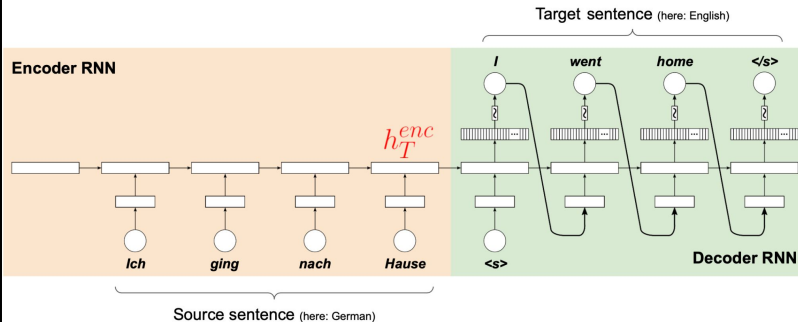 Target sentence (here: English)
Encoder RNN
I went home </s>
~ ~ ~ ~
... ... ... ...
h_T^{enc}
Ich ging nach Hause <s>
Decoder RNN
Source sentence (here: German)